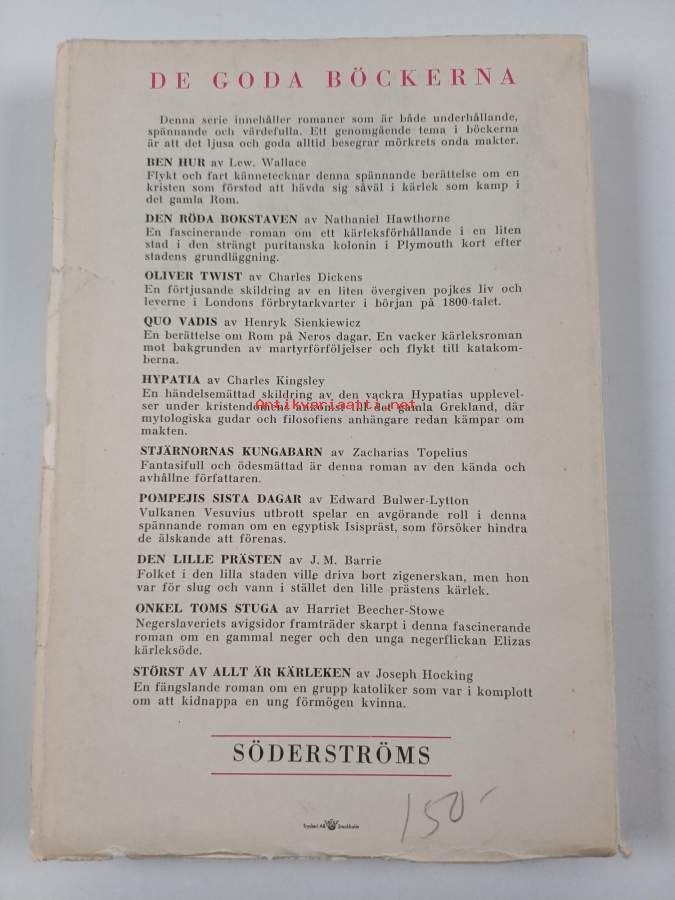 DE GODA BÖCKERNA
Denna serie innehåller romaner som är både underhållande,
spännande och värdefulla. Ett genomgående tema i böckerna
är att det ljusa och goda alltid besegrar mörkrets onda makter.
BEN HUR av Lew. Wallace
Flykt och fart kännetecknar denna spännande berättelse om en
kristen som förstod att hävda sig såväl i kärlek som kamp i
det gamla Rom.
DEN RÖDA BOKSTAVEN av Nathaniel Hawthorne
En fascinerande roman om ett kärleksförhållande i en liten
stad i den strängt puritanska kolonin i Plymouth kort efter
stadens grundläggning.
OLIVER TWIST av Charles Dickens
En förtjusande skildring av en liten övergiven pojkes liv och
leverne i Londons förbrytarkvarter i början på 1800-talet.
QUO VADIS av Henryk Sienkiewicz
En berättelse om Rom på Neros dagar. En vacker kärleksroman
mot bakgrunden av martyrförföljelser och flykt till katakom-
berna.
HYPATIA av Charles Kingsley
En händelsemättad skildring av den vackra Hypatias upplevel-
ser under kristendomens ankomst till det gamla Grekland, där
Antikvariaatti.net
mytologiska gudar och filosofiens anhängare redan kämpar om
makten.
STJÄRNORNAS KUNGABARN av Zacharias Topelius
Fantasifull och ödesmättad är denna roman av den kända och
avhållne författaren.
POMPEJIS SISTA DAGAR av Edward Bulwer-Lytton
Vulkanen Vesuvius utbrott spelar en avgörande roll i denna
spännande roman om en egyptisk Isispräst, som försöker hindra
de älskande att förenas.
DEN LILLE PRÄSTEN av J. M. Barrie
Folket i den lilla staden ville driva bort zigenerskan, men hon
var för slug och vann i stället den lille prästens kärlek.
ONKEL TOMS STUGA av Harriet Beecher-Stowe
Negerslaveriets avigsidor framträder skarpt i denna fascinerande
roman om en gammal neger och den unga negerflickan Elizas
kärleksöde.
STÖRST AV ALLT ÄR KÄRLEKEN av Joseph Hocking
En fängslande roman om en grupp katoliker som var i komplott
om att kidnappa en ung förmögen kvinna.
SÖDERSTRÖMS
150-
Tryckeri AB Stockholm